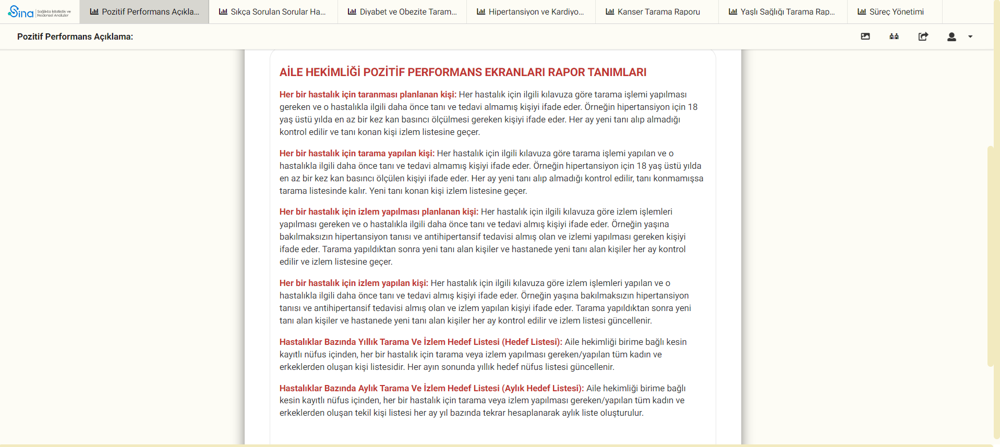 Sina Sağlıkta İstatistik ve
Nedensel Analizler
Pozitif Performans Açıkla...
Sıkça Sorulan Sorular Ha...
Diyabet ve Obezite Taram...
Hipertansiyon ve Kardiyo...
Kanser Tarama Raporu
Yaşlı Sağlığı Tarama Rap...
Süreç Yönetimi
Pozitif Performans Açıklama:
AİLE HEKİMLİĞİ POZİTİF PERFORMANS EKRANLARI RAPOR TANIMLARI
Her bir hastalık için taranması planlanan kişi: Her hastalık için ilgili kılavuza göre tarama işlemi yapılması
gereken ve o hastalıkla ilgili daha önce tanı ve tedavi almamış kişiyi ifade eder. Örneğin hipertansiyon için 18
yaş üstü yılda en az bir kez kan basıncı ölçülmesi gereken kişiyi ifade eder. Her ay yeni tanı alıp almadığı
kontrol edilir ve tanı konan kişi izlem listesine geçer.
Her bir hastalık için tarama yapılan kişi: Her hastalık için ilgili kılavuza göre tarama işlemi yapılan ve o
hastalıkla ilgili daha önce tanı ve tedavi almamış kişiyi ifade eder. Örneğin hipertansiyon için 18 yaş üstü yılda
en az bir kez kan basıncı ölçülen kişiyi ifade eder. Her ay yeni tanı alıp almadığı kontrol edilir, tanı konmamışsa
tarama listesinde kalır. Yeni tanı konan kişi izlem listesine geçer.
Her bir hastalık için izlem yapılması planlanan kişi: Her hastalık için ilgili kılavuza göre izlem işlemleri
yapılması gereken ve o hastalıkla ilgili daha önce tanı ve tedavi almış kişiyi ifade eder. Örneğin yaşına
bakılmaksızın hipertansiyon tanısı ve antihipertansif tedavisi almış olan ve izlemi yapılması gereken kişiyi
ifade eder. Tarama yapıldıktan sonra yeni tanı alan kişiler ve hastanede yeni tanı alan kişiler her ay kontrol
edilir ve izlem listesine geçer.
Her bir hastalık için izlem yapılan kişi: Her hastalık için ilgili kılavuza göre izlem işlemleri yapılan ve o
hastalıkla ilgili daha önce tanı ve tedavi almış kişiyi ifade eder. Örneğin yaşına bakılmaksızın hipertansiyon
tanısı ve antihipertansif tedavisi almış olan ve izlem yapılan kişiyi ifade eder. Tarama yapıldıktan sonra yeni
tanı alan kişiler ve hastanede yeni tanı alan kişiler her ay kontrol edilir ve izlem listesi güncellenir.
Hastalıklar Bazında Yıllık Tarama Ve İzlem Hedef Listesi (Hedef Listesi): Aile hekimliği birime bağlı kesin
kayıtlı nüfus içinden, her bir hastalık için tarama veya izlem yapılması gereken/yapılan tüm kadın ve
erkeklerden oluşan kişi listesidir. Her ayın sonunda yıllık hedef nüfus listesi güncellenir.
Hastalıklar Bazında Aylık Tarama Ve İzlem Hedef Listesi (Aylık Hedef Listesi): Aile hekimliği birime bağlı
kesin kayıtlı nüfus içinden, her bir hastalık için tarama veya izlem yapılması gereken/yapılan tüm kadın ve
erkeklerden oluşan tekil kişi listesi her ay yıl bazında tekrar hesaplanarak aylık liste oluşturulur.